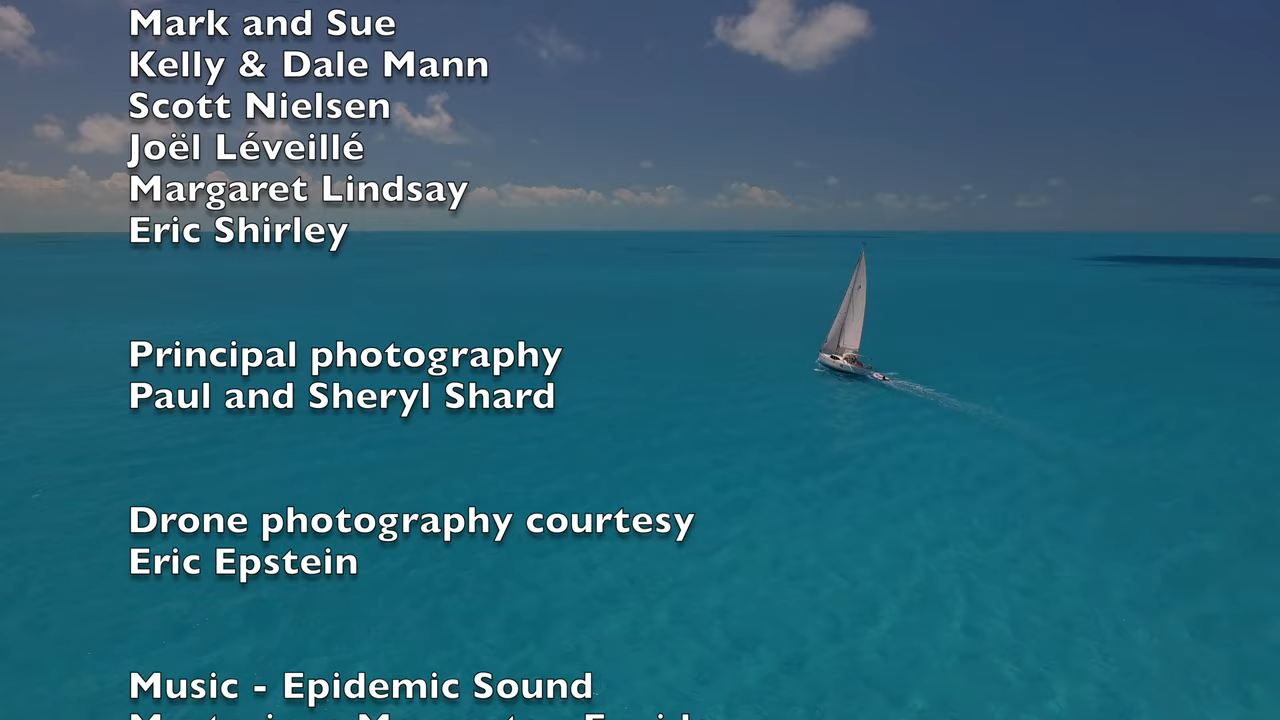 Mark and Sue
Kelly & Dale Mann
Scott Nielsen
Joël Léveillé
Margaret Lindsay
Eric Shirley
Principal photography
Paul and Sheryl Shard
Drone photography courtesy
Eric Epstein
Music - Epidemic Sound